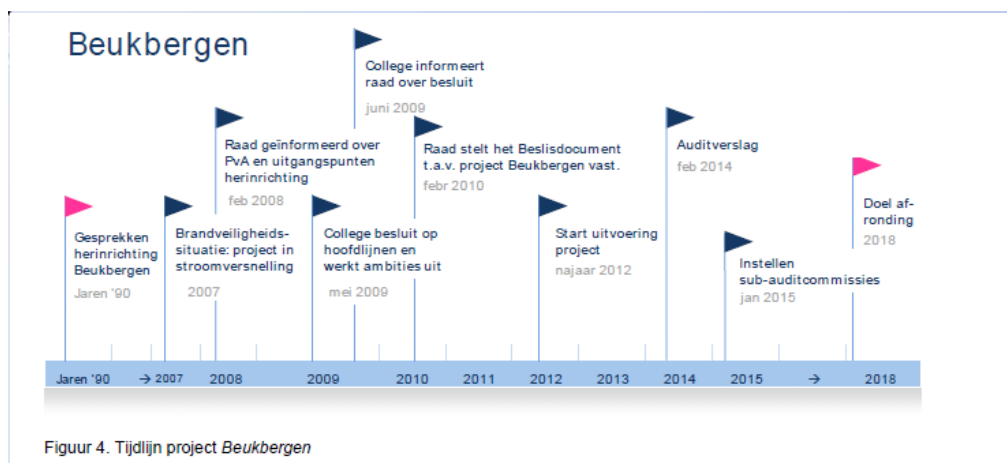 Beukbergen
College informeert
raad over besluit
juni 2009
Raad geïnformeerd over
PvA en uitgangspunten
herinrichting
feb 2008
Raad stelt het Beslisdocument
t.a.v. project Beukbergen vast.
febr 2010
Auditverslag
feb 2014
Doel af-
ronding
2018
Gesprekken
herinrichting
Beukbergen
Jaren '90
Brandveiligheids-
situatie: project in
stroomversnelling
2007
College besluit op
hoofdlijnen en
werkt ambities uit
mei 2009
Start uitvoering
project
najaar 2012
Instellen
sub-auditcommissies
jan 2015
Jaren '90 → 2007 2008 2009 2010 2011 2012 2013 2014 2015 → 2018
Figuur 4. Tijdlijn project Beukbergen